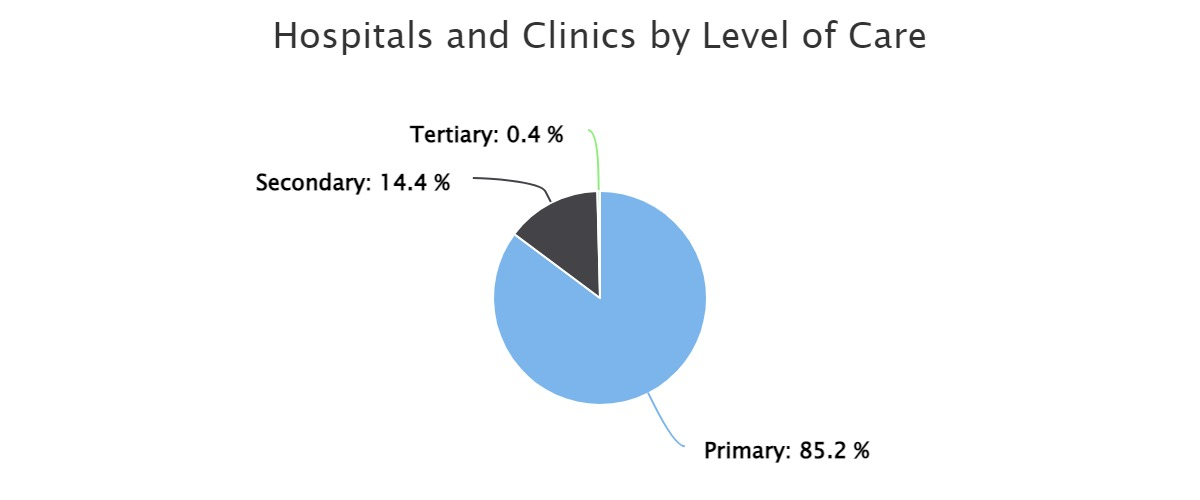 Hospitals and Clinics by Level of Care
Tertiary: 0.4 %
Secondary: 14.4 %
Primary: 85.2 %